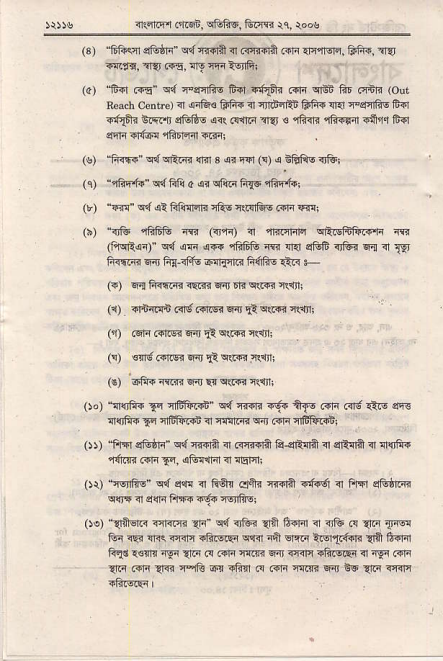 ১২১১৬ বাংলাদেশ গেজেট, অতিরিক্ত, ডিসেম্বর ২৭, ২০০৬
(৪) “চিকিত্সা প্রতিষ্ঠান” অর্থ সরকারী বা বেসরকারী কোন হাসপাতাল, ক্লিনিক, স্বাস্থ্য
কমপ্লেক্স, স্বাস্থ্য কেন্দ্র, মাতৃ সদন ইত্যাদি;
(৫) “টিকা কেন্দ্র” অর্থ সম্প্রসারিত টিকা কর্মসূচীর কোন আউট রিচ সেন্টার (Out
Reach Centre) বা এনজিও ক্লিনিক বা স্যাটেলাইট ক্লিনিক যাহা সম্প্রসারিত টিকা
কর্মসূচীর উদ্দেশ্যে প্রতিষ্ঠিত এবং যেখানে স্বাস্থ্য ও পরিবার পরিকল্পনা কর্মীগণ টিকা
প্রদান কার্যক্রম পরিচালনা করেন;
(৬) “নিবন্ধক” অর্থ আইনের ধারা ৪ এর দফা (ঘ) এ উল্লিখিত ব্যক্তি;
(৭) “পরিদর্শক” অর্থ বিধি ৫ এর অধিনে নিযুক্ত পরিদর্শক;
(৮) “ফরম” অর্থ এই বিধিমালার সহিত সংযোজিত কোন ফরম;
(৯) “ব্যক্তি পরিচিতি নম্বর (ব্যপন) বা পারসোনাল আইডেন্টিফিকেশন নম্বর
(পিআইএন)” অর্থ এমন একক পরিচিতি নম্বর যাহা প্রতিটি ব্যক্তির জন্ম বা মৃত্যু
নিবন্ধনের জন্য নিম্ন-বর্ণিত ক্রমানুসারে নির্ধারিত হইবে ঃ—
(ক) জন্ম নিবন্ধনের বছরের জন্য চার অংকের সংখ্যা;
(খ) কান্টনমেন্ট বোর্ড কোডের জন্য দুই অংকের সংখ্যা;
(গ) জোন কোডের জন্য দুই অংকের সংখ্যা;
(ঘ) ওয়ার্ড কোডের জন্য দুই অংকের সংখ্যা;
(ঙ) ক্রমিক নম্বরের জন্য ছয় অংকের সংখ্যা;
(১০) “মাধ্যমিক স্কুল সার্টিফিকেট” অর্থ সরকার কর্তৃক স্বীকৃত কোন বোর্ড হইতে প্রদত্ত
মাধ্যমিক স্কুল সার্টিফিকেট বা সমমানের অন্য কোন সার্টিফিকেট;
(১১) “শিক্ষা প্রতিষ্ঠান” অর্থ সরকারী বা বেসরকারী প্রি-প্রাইমারী বা প্রাইমারী বা মাধ্যমিক
পর্যায়ের কোন স্কুল, এতিমখানা বা মাদ্রাসা;
(১২) “সত্যায়িত” অর্থ প্রথম বা দ্বিতীয় শ্রেণীর সরকারী কর্মকর্তা বা শিক্ষা প্রতিষ্ঠানের
অধ্যক্ষ বা প্রধান শিক্ষক কর্তৃক সত্যায়িত;
(১৩) “স্থায়ীভাবে বসাবসের স্থান” অর্থ ব্যক্তির স্থায়ী ঠিকানা বা ব্যক্তি যে স্থানে ন্যূনতম
তিন বছর যাবৎ বসবাস করিতেছেন অথবা নদী ভাঙ্গনে ইতোপূর্বেকার স্থায়ী ঠিকানা
বিলুপ্ত হওয়ায় নতুন স্থানে যে কোন সময়ের জন্য বসবাস করিতেছেন বা নতুন কোন
স্থানে কোন স্থাবর সম্পত্তি ক্রয় করিয়া যে কোন সময়ের জন্য উক্ত স্থানে বসবাস
করিতেছেন।